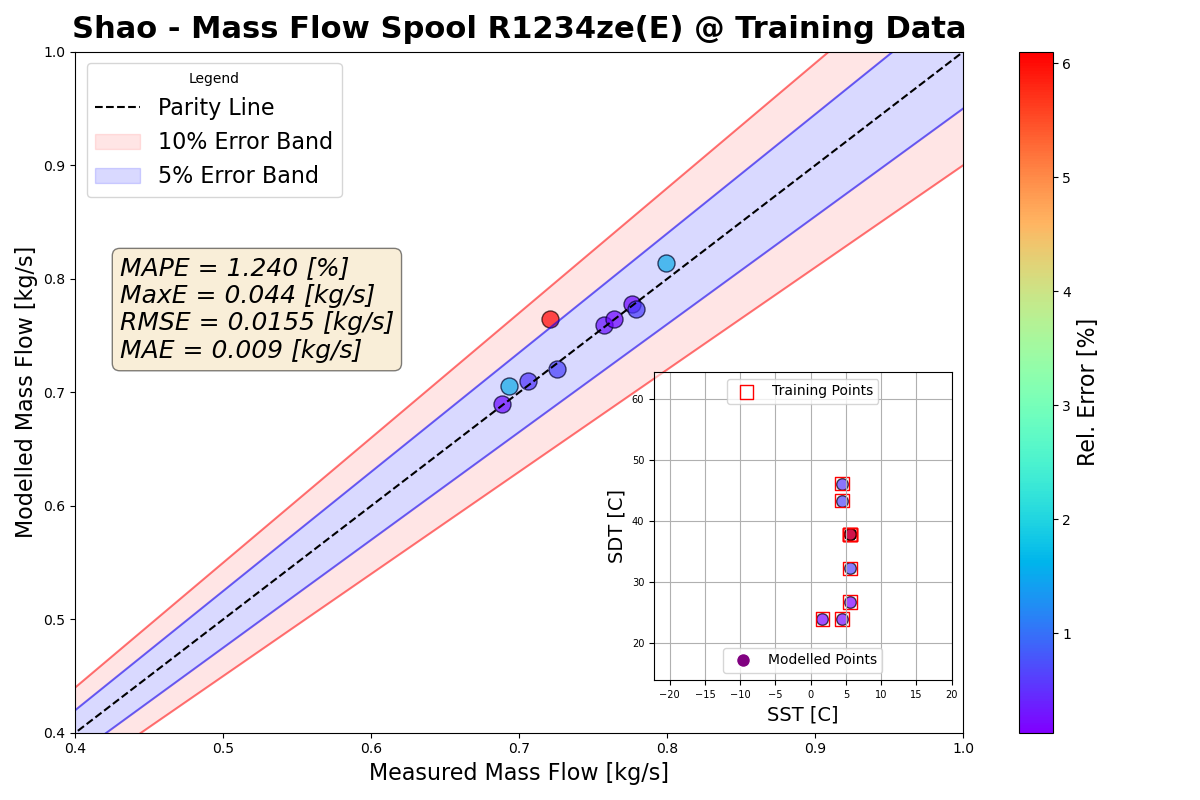 Shao - Mass Flow Spool R1234ze(E) @ Training Data
Legend
Parity Line
10% Error Band
5% Error Band
MAPE = 1.240 [%]
MaxE = 0.044 [kg/s]
RMSE = 0.0155 [kg/s]
MAE = 0.009 [kg/s]
Modelled Mass Flow [kg/s]
1.0
0.9
0.8
0.7
0.6
0.5
0.4
0.4 0.5 0.6 0.7 0.8 0.9 1.0
Measured Mass Flow [kg/s]
Training Points
SDT [C]
60
50
40
30
20
Modelled Points
−20 −15 −10 −5 0 5 10 15 20
SST [C]
6
5
4
3
2
1
Rel. Error [%]